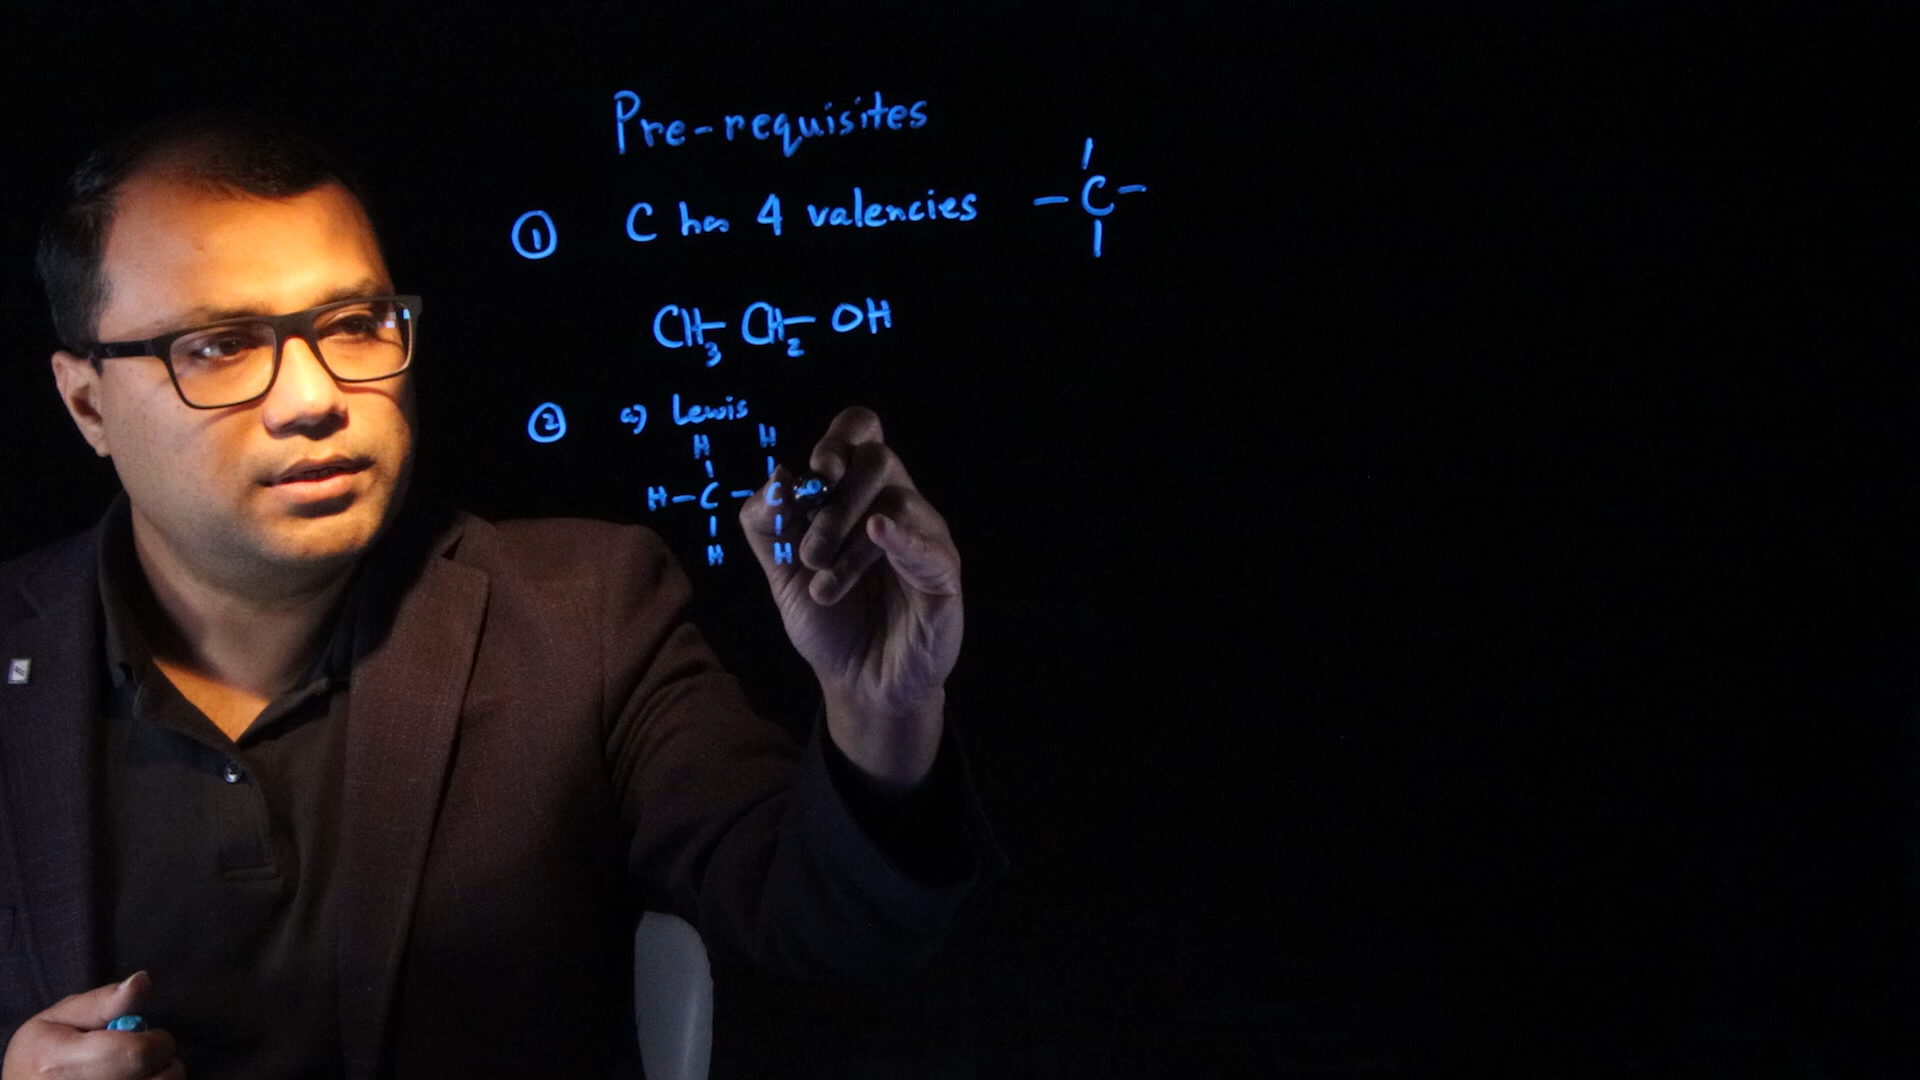 Pre-requisites
① C has 4 valencies – C –
CH₃– CH₂– OH
② a) Lewis
H H
H – C – C
H H